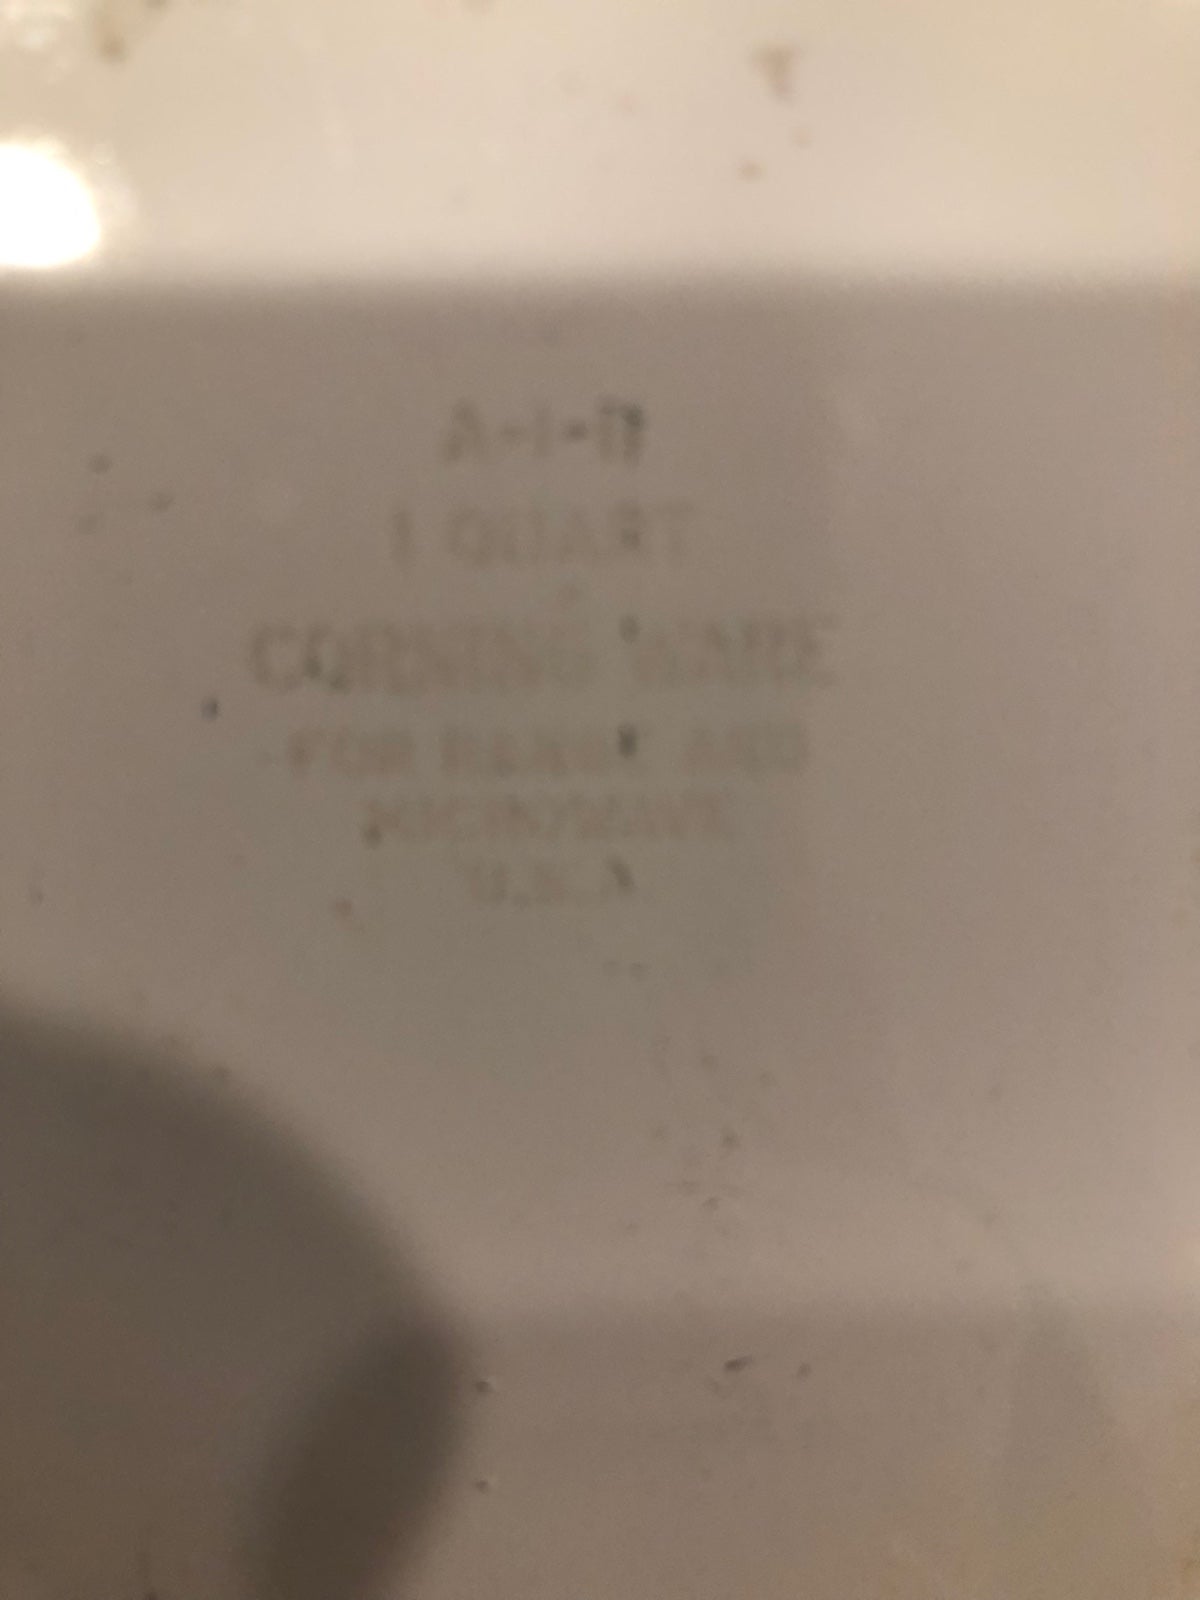 A-1-B
1 QUART
CORNING WARE
FOR RANGE AND
MICROWAVE
U.S.A